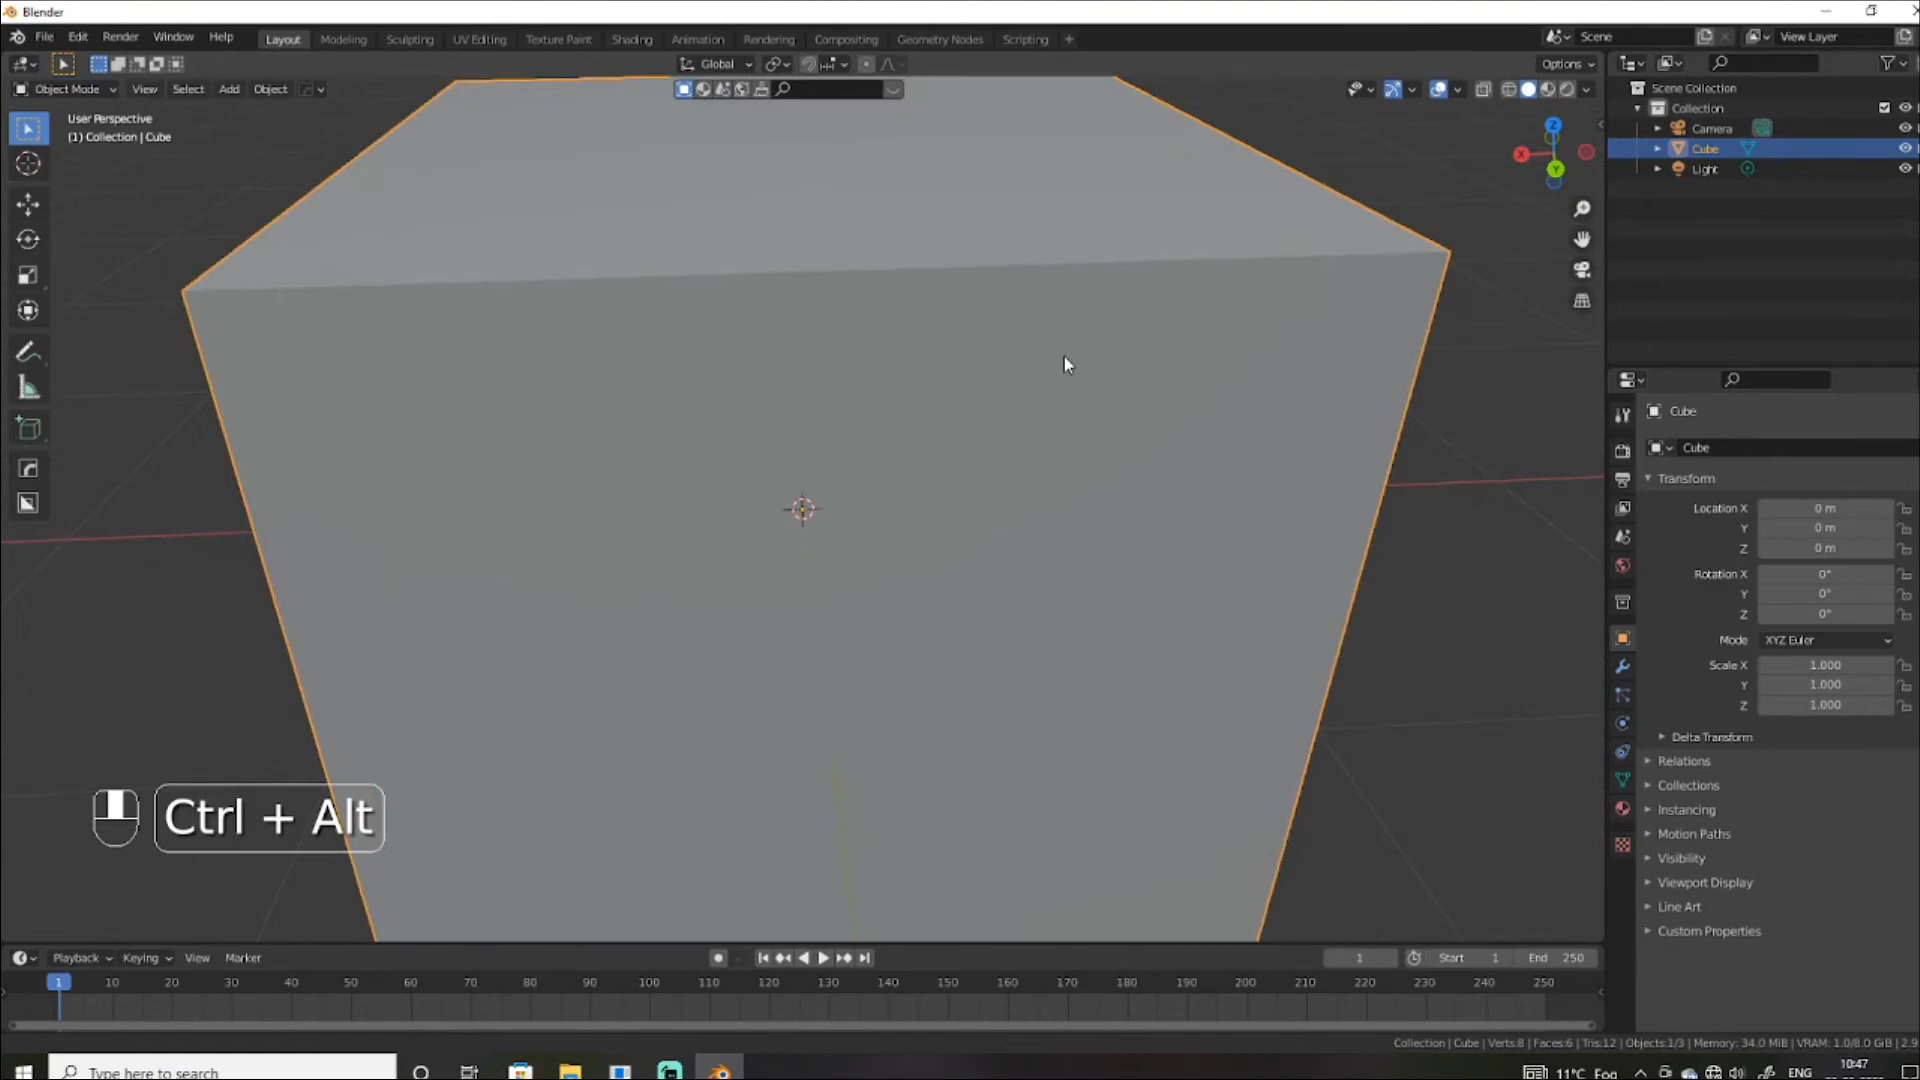 Blender
File Edit Render Window Help Layout Modeling Sculpting UV Editing Texture Paint Shading Animation Rendering Compositing Geometry Nodes Scripting + Scene View Layer
Global Options
Object Mode View Select Add Object
User Perspective
(1) Collection | Cube
Z
X
Y
Scene Collection
Collection
Camera
Cube
Light
Cube
Cube
Transform
Location X 0 m
Y 0 m
Z 0 m
Rotation X 0°
Y 0°
Z 0°
Mode XYZ Euler
Scale X 1.000
Y 1.000
Z 1.000
Delta Transform
Relations
Collections
Instancing
Motion Paths
Visibility
Viewport Display
Line Art
Custom Properties
Ctrl + Alt
Playback Keying View Marker 1 Start 1 End 250
1 10 20 30 40 50 60 70 80 90 100 110 120 130 140 150 160 170 180 190 200 210 220 230 240 250
Collection | Cube | Verts:8 | Faces:6 | Tris:12 | Objects:1/3 | Memory: 34.0 MiB | VRAM: 1.0/8.0 GiB | 2.9
Type here to search 11°C Fog ENG 10:47